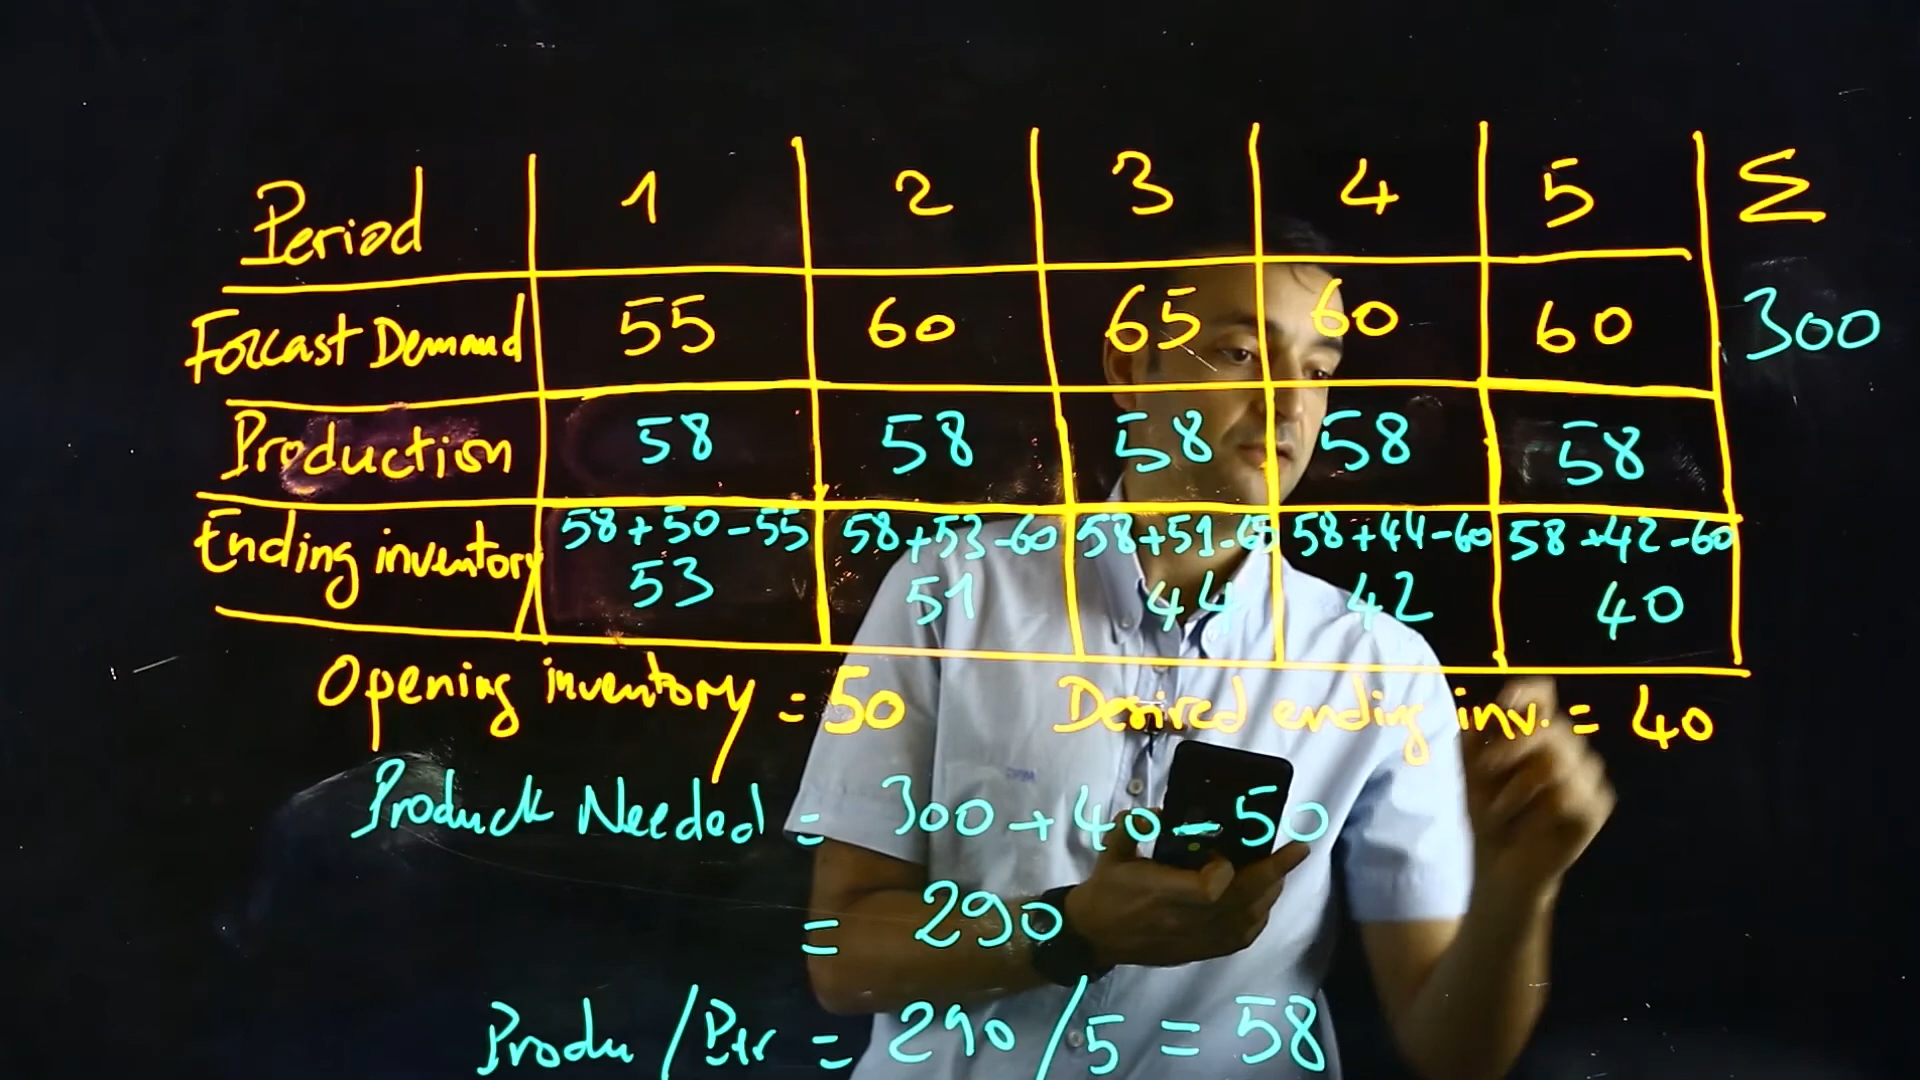 Period 1 2 3 4 5 Σ
Forcast Demand 55 60 65 60 60 300
Production 58 58 58 58 58
Ending inventory 58+50-55 58+53-60 58+51-65 58+44-60 58+42-60
53 51 44 42 40
Opening inventory = 50 Desired ending inv. = 40
Product Needed = 300 + 40 - 50
= 290
Produ / Per = 290 / 5 = 58